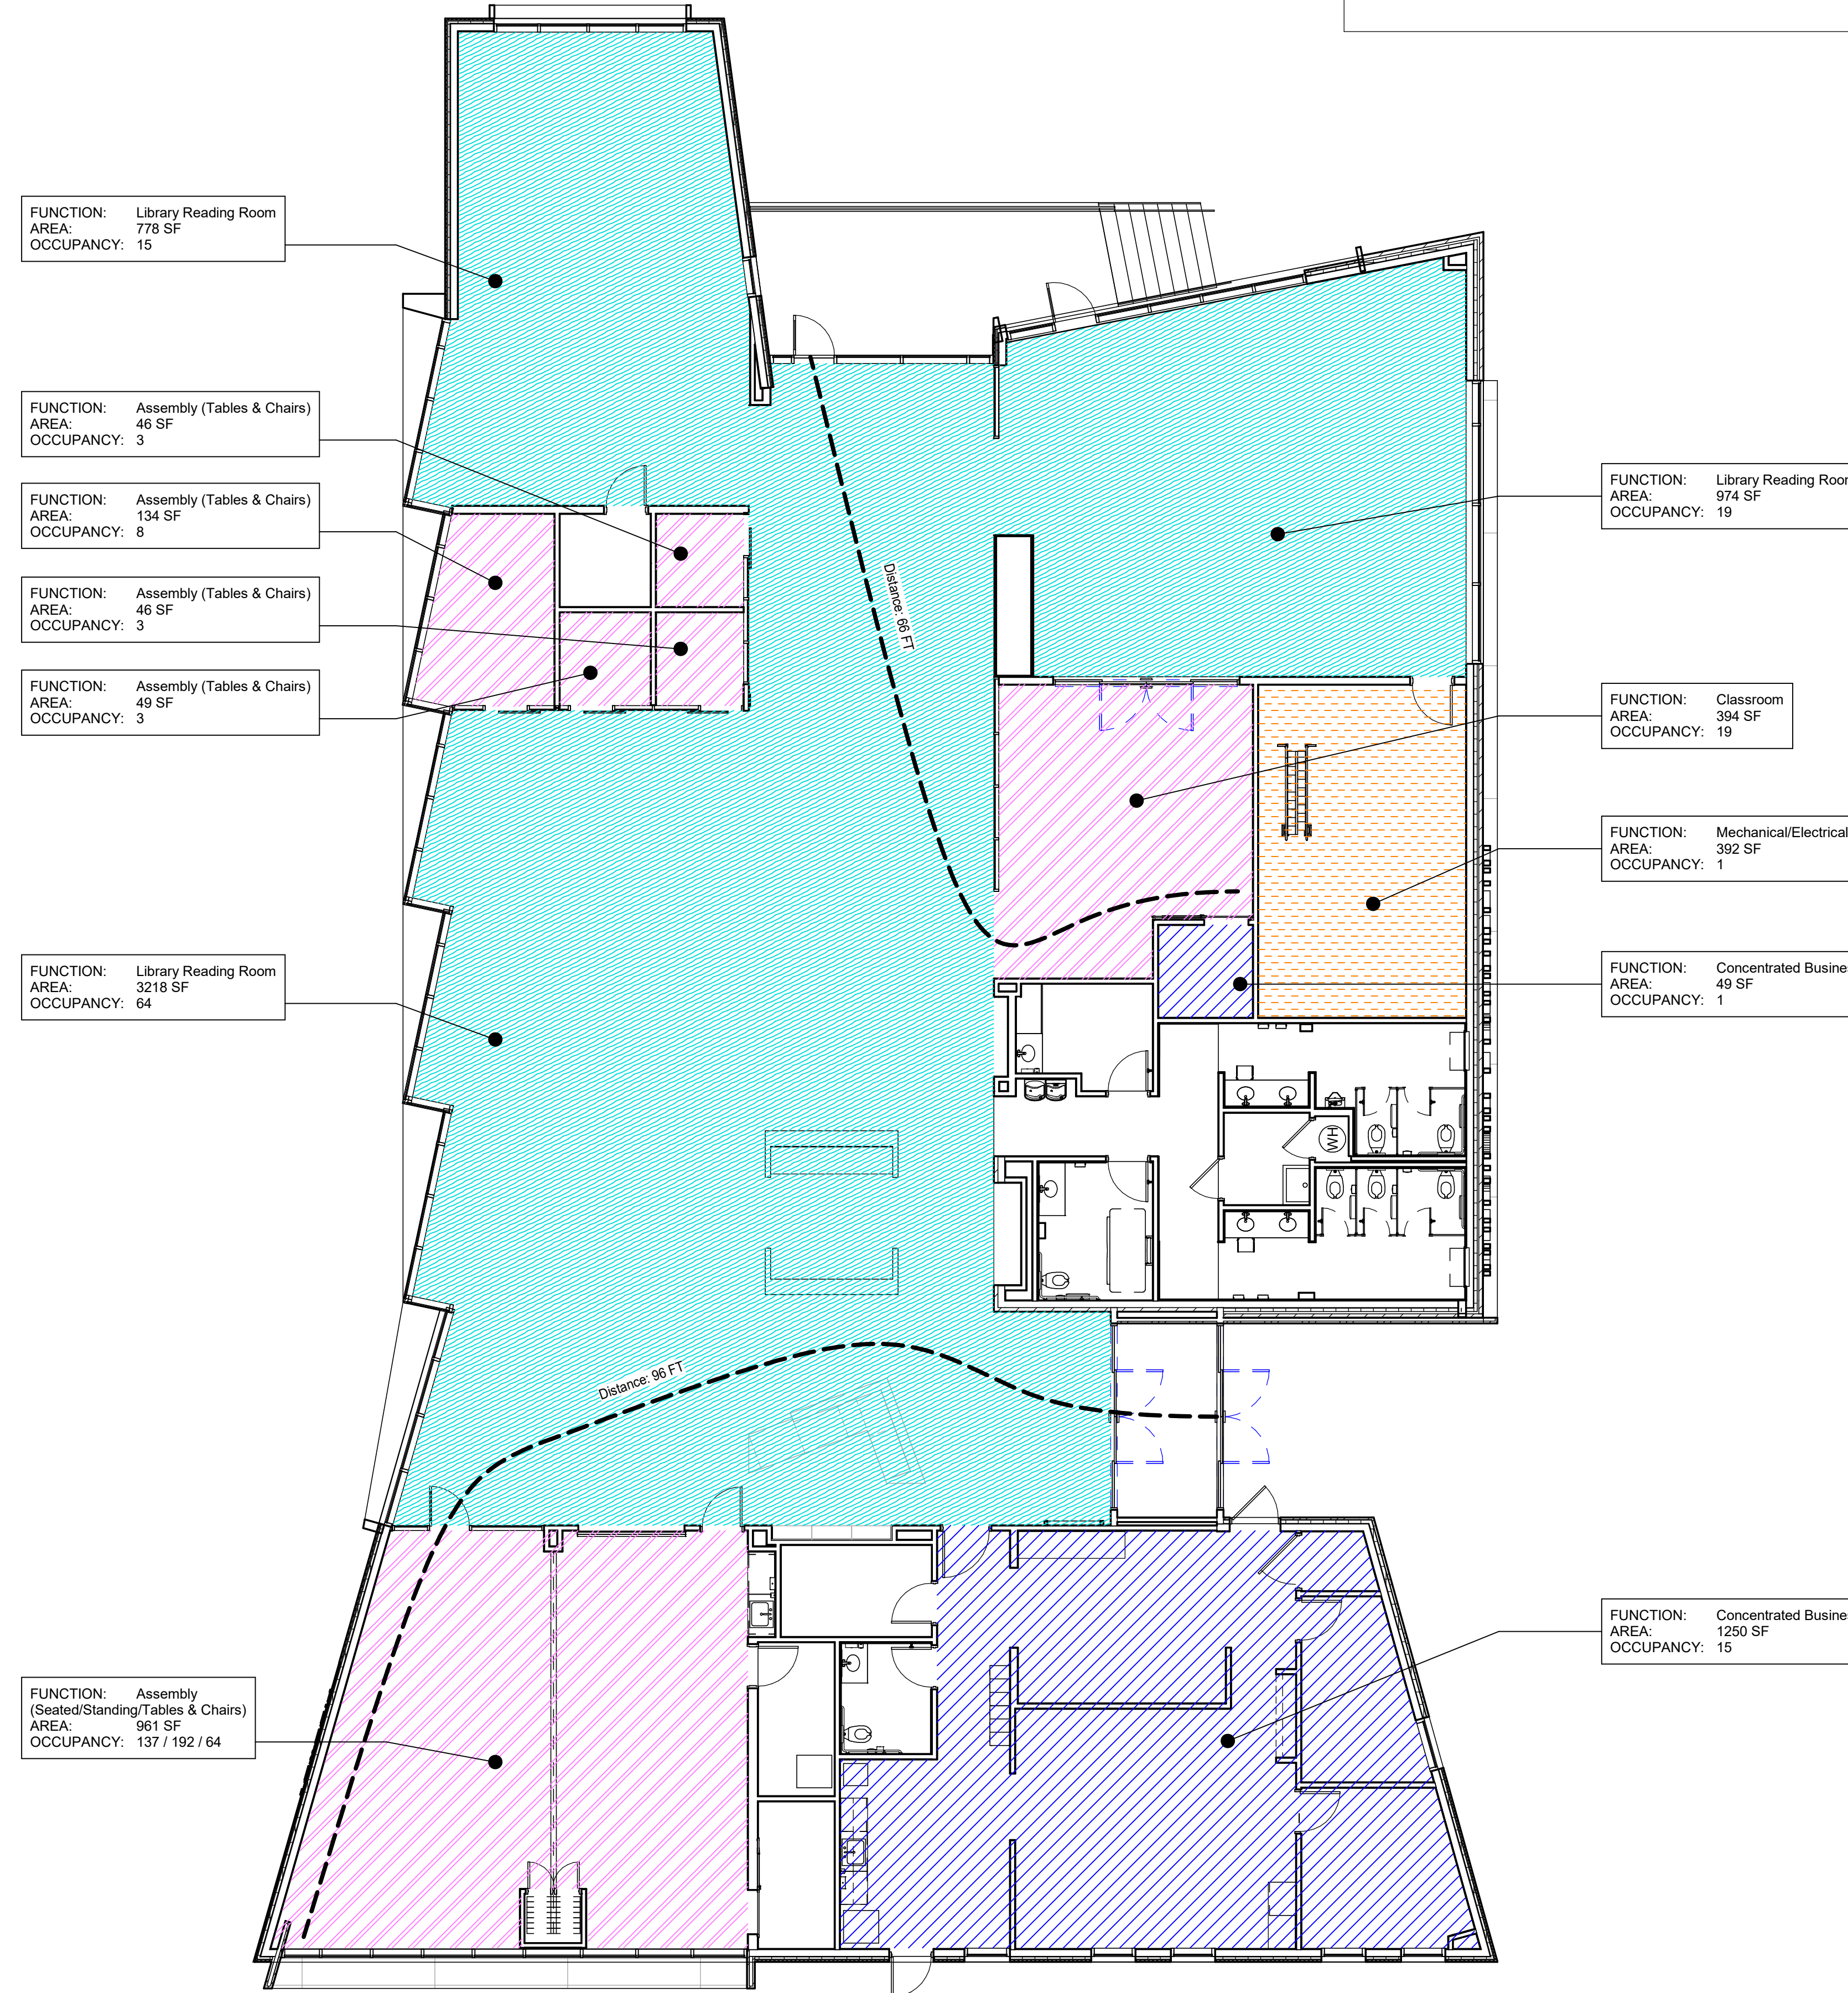 FUNCTION: Library Reading Room
AREA: 778 SF
OCCUPANCY: 15
FUNCTION: Assembly (Tables & Chairs)
AREA: 46 SF
OCCUPANCY: 3
FUNCTION: Assembly (Tables & Chairs)
AREA: 134 SF
OCCUPANCY: 8
FUNCTION: Assembly (Tables & Chairs)
AREA: 46 SF
OCCUPANCY: 3
FUNCTION: Assembly (Tables & Chairs)
AREA: 49 SF
OCCUPANCY: 3
FUNCTION: Library Reading Room
AREA: 3218 SF
OCCUPANCY: 64
FUNCTION: Assembly
(Seated/Standing/Tables & Chairs)
AREA: 961 SF
OCCUPANCY: 137 / 192 / 64
Distance: 66 FT
Distance: 96 FT
HW
FUNCTION: Library Reading Roo
AREA: 974 SF
OCCUPANCY: 19
FUNCTION: Classroom
AREA: 394 SF
OCCUPANCY: 19
FUNCTION: Mechanical/Electrical
AREA: 392 SF
OCCUPANCY: 1
FUNCTION: Concentrated Busine
AREA: 49 SF
OCCUPANCY: 1
FUNCTION: Concentrated Busine
AREA: 1250 SF
OCCUPANCY: 15